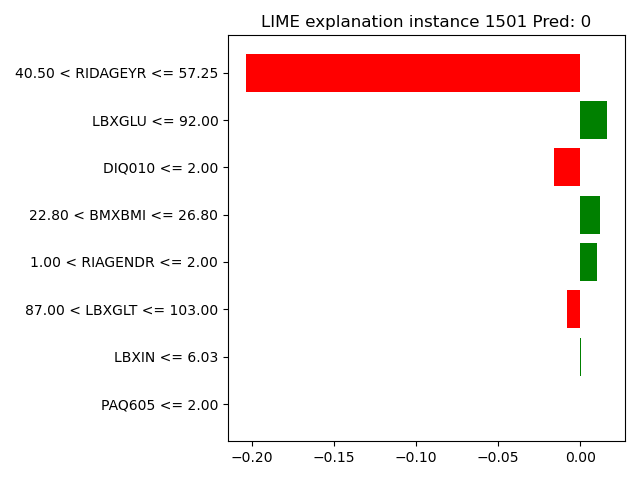 LIME explanation instance 1501 Pred: 0
40.50 < RIDAGEYR <= 57.25
LBXGLU <= 92.00
DIQ010 <= 2.00
22.80 < BMXBMI <= 26.80
1.00 < RIAGENDR <= 2.00
87.00 < LBXGLT <= 103.00
LBXIN <= 6.03
PAQ605 <= 2.00
−0.20 −0.15 −0.10 −0.05 0.00